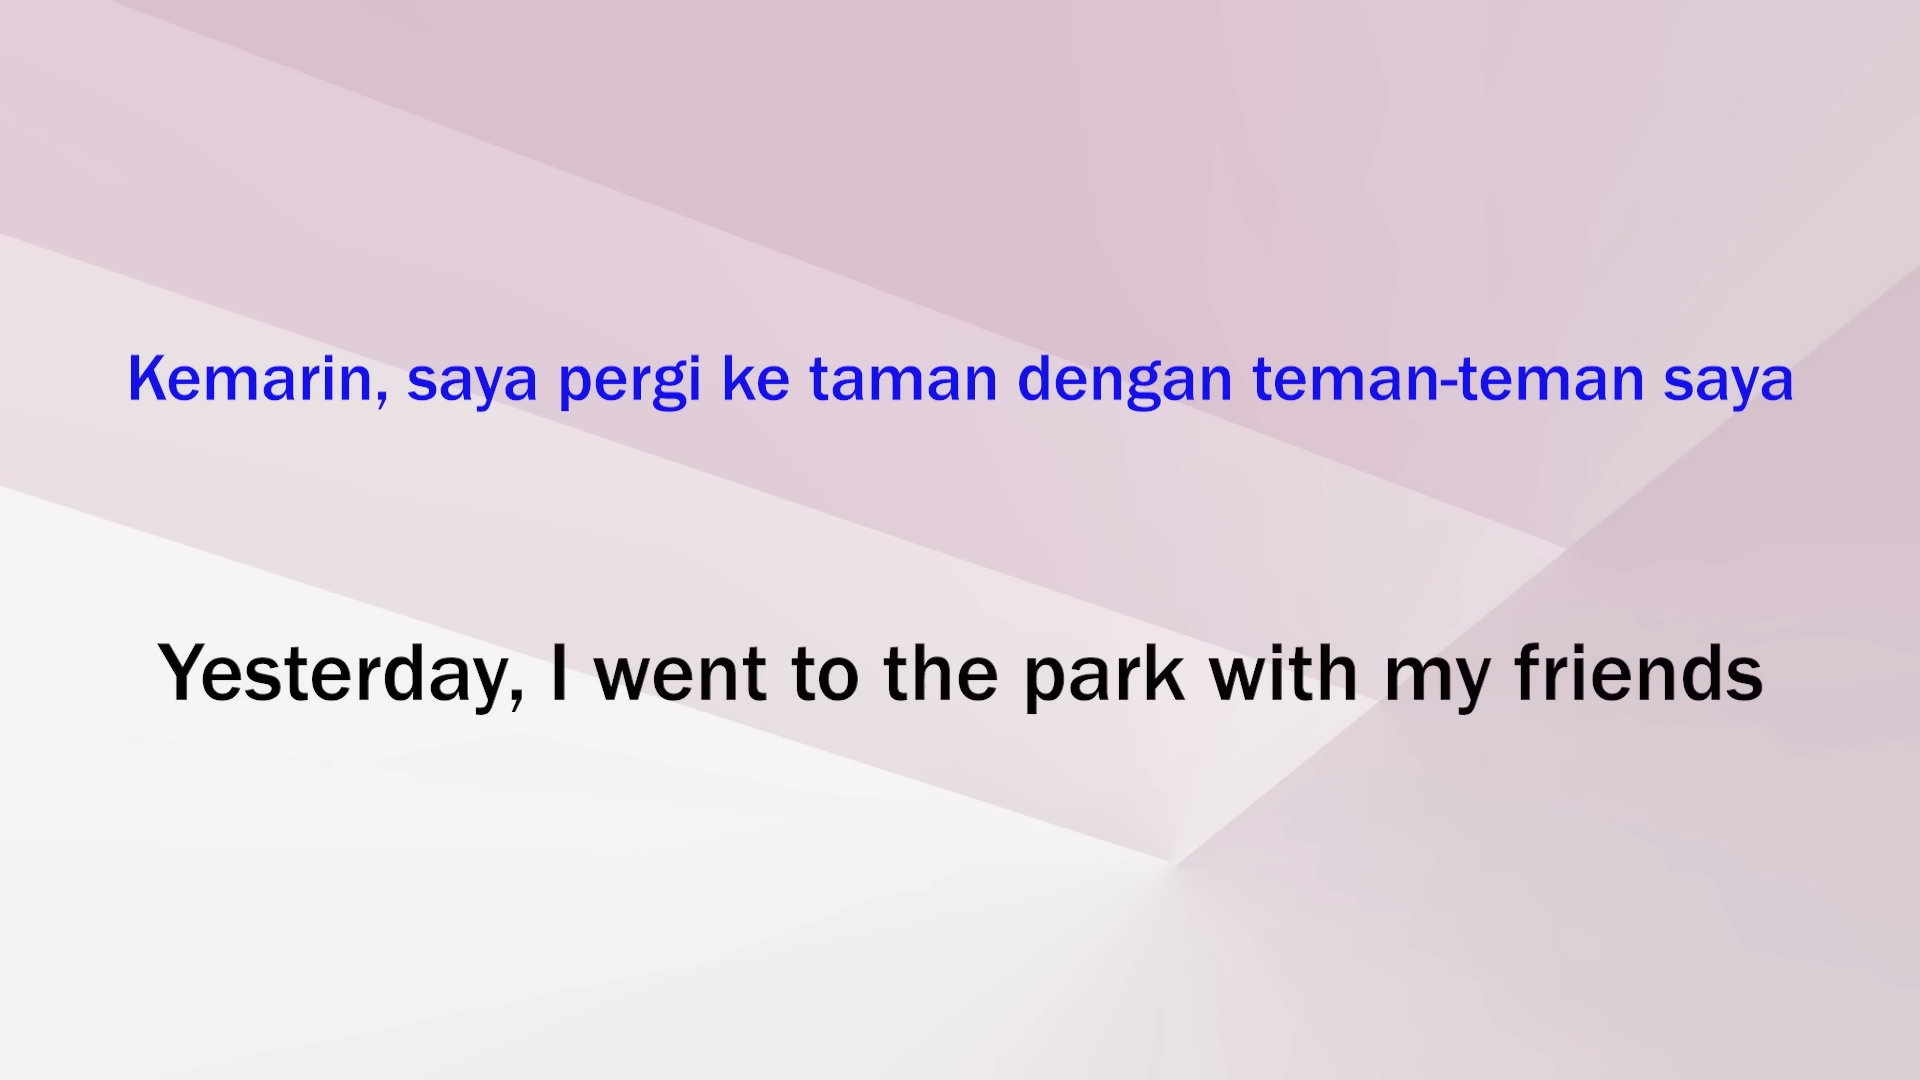 Kemarin, saya pergi ke taman dengan teman-teman saya
Yesterday, I went to the park with my friends